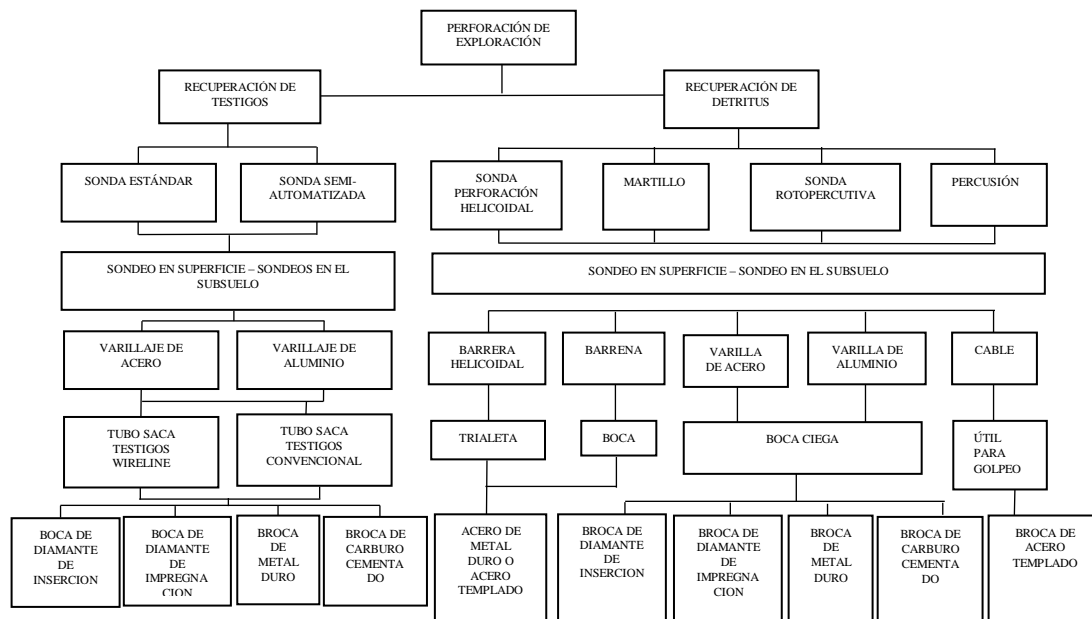 PERFORACIÓN DE
EXPLORACIÓN
RECUPERACIÓN DE
TESTIGOS
RECUPERACIÓN DE
DETRITUS
SONDA ESTÁNDAR
SONDA SEMI-
AUTOMATIZADA
SONDA
PERFORACIÓN
HELICOIDAL
MARTILLO
SONDA
ROTOPERCUTIVA
PERCUSIÓN
SONDEO EN SUPERFICIE – SONDEOS EN EL
SUBSUELO
SONDEO EN SUPERFICIE – SONDEO EN EL SUBSUELO
VARILLAJE DE
ACERO
VARILLAJE DE
ALUMINIO
BARRERA
HELICOIDAL
BARRENA
VARILLA
DE ACERO
VARILLA DE
ALUMINIO
CABLE
TUBO SACA
TESTIGOS
WIRELINE
TUBO SACA
TESTIGOS
CONVENCIONAL
TRIALETA
BOCA
BOCA CIEGA
ÚTIL
PARA
GOLPEO
BOCA DE
DIAMANTE
DE
INSERCION
BOCA DE
DIAMANTE
DE
IMPREGNA
CION
BROCA
DE
METAL
DURO
BROCA DE
CARBURO
CEMENTA
DO
ACERO DE
METAL
DURO O
ACERO
TEMPLADO
BROCA DE
DIAMANTE
DE
INSERCION
BROCA DE
DIAMANTE
DE
IMPREGNA
CION
BROCA
DE
METAL
DURO
BROCA DE
CARBURO
CEMENTA
DO
BROCA DE
ACERO
TEMPLADO